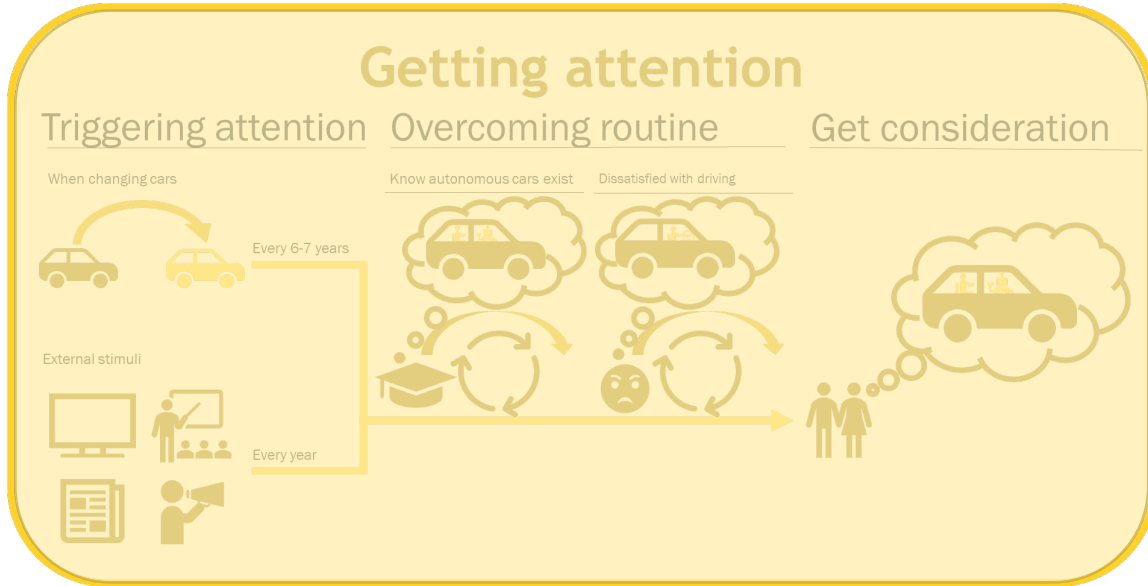 Getting attention
Triggering attention
Overcoming routine
Get consideration
When changing cars
Know autonomous cars exist
Dissatisfied with driving
Every 6-7 years
External stimuli
Every year